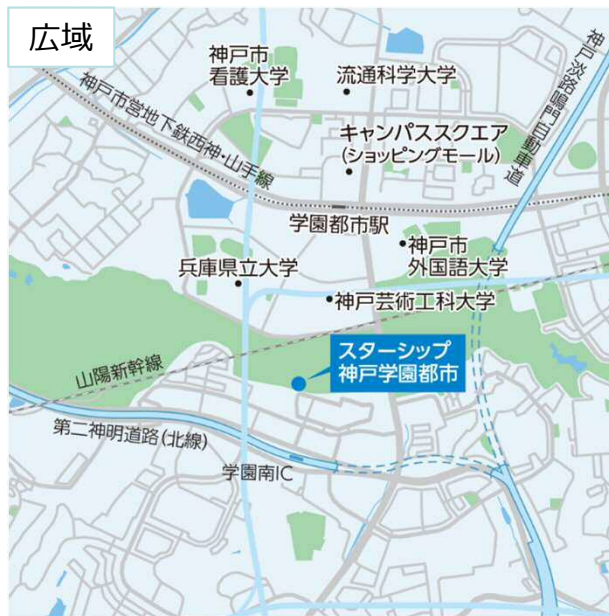 広域
神戸市
看護大学
流通科学大学
神戸淡路鳴門自動車道
神戸市営地下鉄西神・山手線
キャンパススクエア
(ショッピングモール)
学園都市駅
神戸市
外国語大学
兵庫県立大学
神戸芸術工科大学
スターシップ
神戸学園都市
山陽新幹線
第二神明道路(北線)
学園南IC